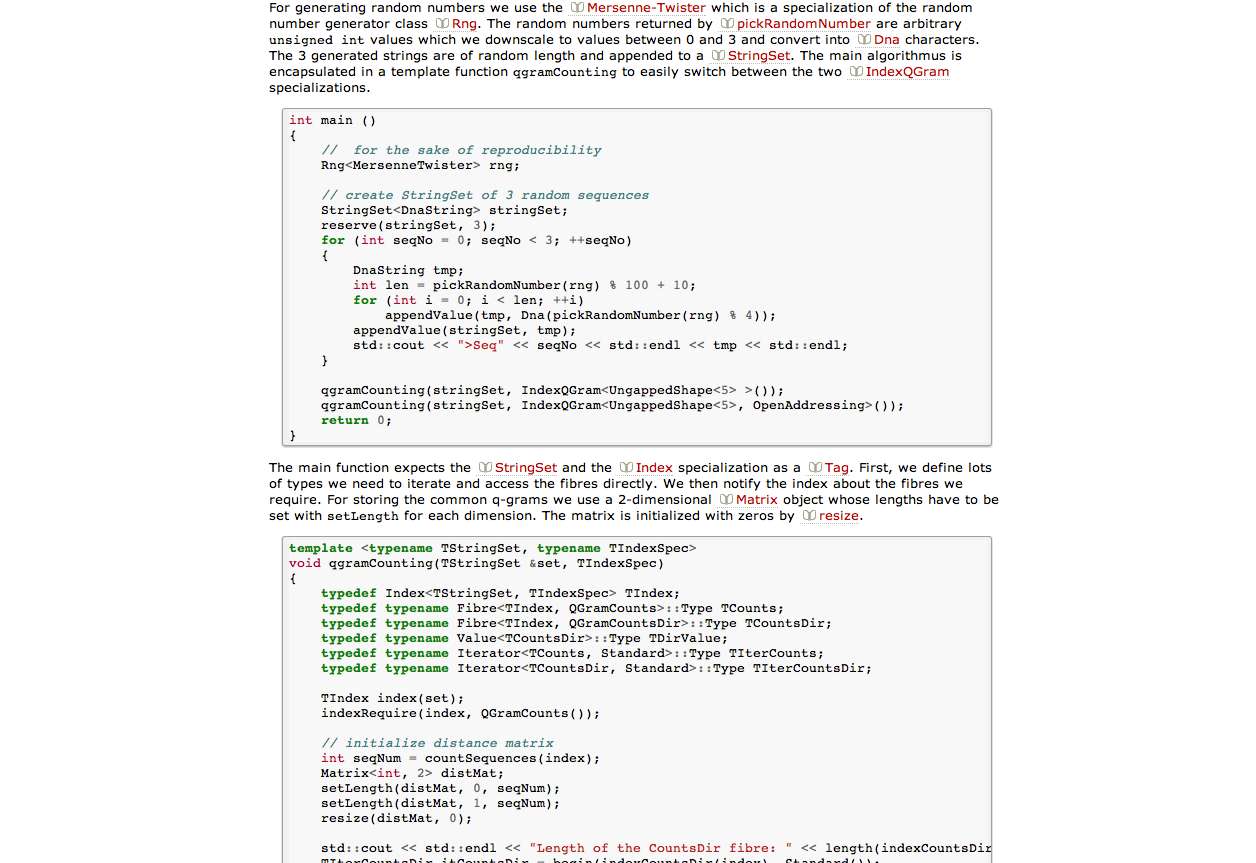 For generating random numbers we use the Mersenne-Twister which is a specialization of the random
number generator class Rng. The random numbers returned by pickRandomNumber are arbitrary
unsigned int values which we downscale to values between 0 and 3 and convert into Dna characters.
The 3 generated strings are of random length and appended to a StringSet. The main algorithmus is
encapsulated in a template function qgramCounting to easily switch between the two IndexQGram
specializations.
int main ()
{
    //  for the sake of reproducibility
    Rng<MersenneTwister> rng;
    // create StringSet of 3 random sequences
    StringSet<DnaString> stringSet;
    reserve(stringSet, 3);
    for (int seqNo = 0; seqNo < 3; ++seqNo)
    {
        DnaString tmp;
        int len = pickRandomNumber(rng) % 100 + 10;
        for (int i = 0; i < len; ++i)
            appendValue(tmp, Dna(pickRandomNumber(rng) % 4));
        appendValue(stringSet, tmp);
        std::cout << ">Seq" << seqNo << std::endl << tmp << std::endl;
    }
    qgramCounting(stringSet, IndexQGram<UngappedShape<5> >());
    qgramCounting(stringSet, IndexQGram<UngappedShape<5>, OpenAddressing>());
    return 0;
}
The main function expects the StringSet and the Index specialization as a Tag. First, we define lots
of types we need to iterate and access the fibres directly. We then notify the index about the fibres we
require. For storing the common q-grams we use a 2-dimensional Matrix object whose lengths have to be
set with setLength for each dimension. The matrix is initialized with zeros by resize.
template <typename TStringSet, typename TIndexSpec>
void qgramCounting(TStringSet &set, TIndexSpec)
{
    typedef Index<TStringSet, TIndexSpec> TIndex;
    typedef typename Fibre<TIndex, QGramCounts>::Type TCounts;
    typedef typename Fibre<TIndex, QGramCountsDir>::Type TCountsDir;
    typedef typename Value<TCountsDir>::Type TDirValue;
    typedef typename Iterator<TCounts, Standard>::Type TIterCounts;
    typedef typename Iterator<TCountsDir, Standard>::Type TIterCountsDir;
    TIndex index(set);
    indexRequire(index, QGramCounts());
    // initialize distance matrix
    int seqNum = countSequences(index);
    Matrix<int, 2> distMat;
    setLength(distMat, 0, seqNum);
    setLength(distMat, 1, seqNum);
    resize(distMat, 0);
    std::cout << std::endl << "Length of the CountsDir fibre: " << length(indexCountsDir
    TIterCountsDir itCountsDir = begin(indexCountsDir(index), Standard());